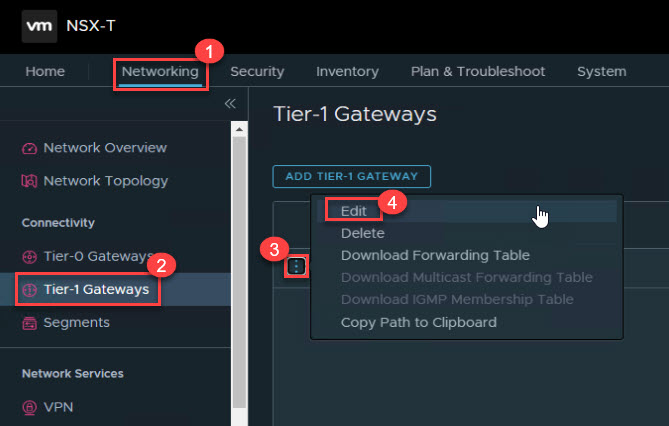 vm NSX-T
1
Home Networking Security Inventory Plan & Troubleshoot System
«
Tier-1 Gateways
Network Overview
ADD TIER-1 GATEWAY
Network Topology
4
Edit
Connectivity
Delete
Tier-0 Gateways
2
3
Download Forwarding Table
Download Multicast Forwarding Table
Tier-1 Gateways
Download IGMP Membership Table
Segments
Copy Path to Clipboard
Network Services
VPN